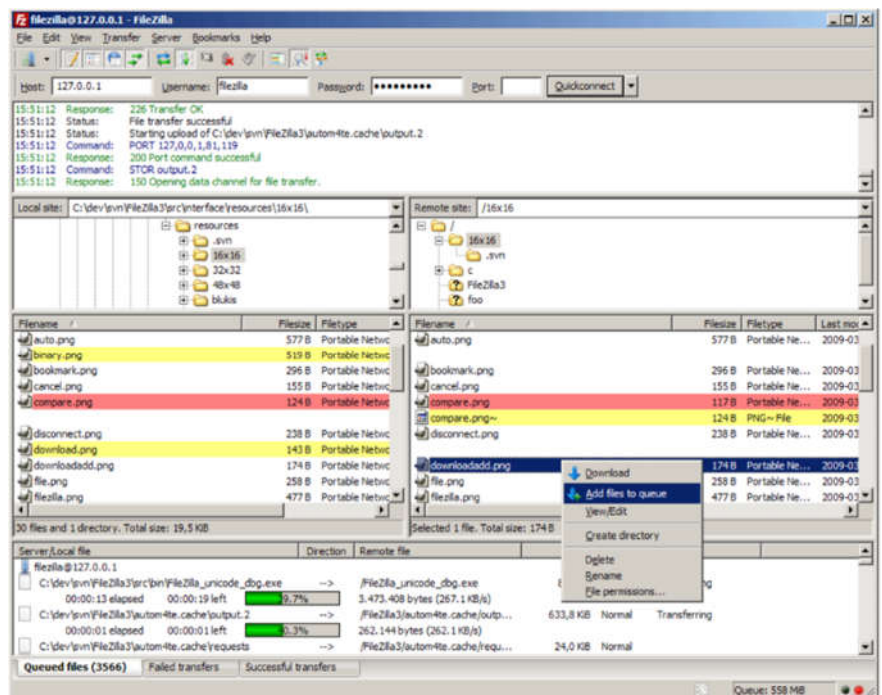 filezilla@127.0.0.1 - FileZilla
File Edit View Transfer Server Bookmarks Help
Host: 127.0.0.1 Username: filezilla Password: ●●●●●●●●● Port: Quickconnect
15:51:12 Response: 226 Transfer OK
15:51:12 Status: File transfer successful
15:51:12 Status: Starting upload of C:\dev\svn\FileZilla3\autom4te.cache\output.2
15:51:12 Command: PORT 127,0,0,1,81,119
15:51:12 Response: 200 Port command successful
15:51:12 Command: STOR output.2
15:51:12 Response: 150 Opening data channel for file transfer.
Local site: C:\dev\svn\FileZilla3\src\interface\resources\16x16\
resources
.svn
16x16
32x32
48x48
blukis
Remote site: /16x16
/
16x16
.svn
c
FileZilla3
foo
Filename / Filesize Filetype
auto.png 577 B Portable Netwo
binary.png 519 B Portable Netwo
bookmark.png 296 B Portable Netwo
cancel.png 155 B Portable Netwo
compare.png 124 B Portable Netwo
disconnect.png 238 B Portable Netwo
download.png 143 B Portable Netwo
downloadadd.png 174 B Portable Netwo
file.png 258 B Portable Netwo
filezilla.png 477 B Portable Netwo
30 files and 1 directory. Total size: 19,5 KiB
Filename / Filesize Filetype Last mod
auto.png 577 B Portable Ne... 2009-03
bookmark.png 296 B Portable Ne... 2009-03
cancel.png 155 B Portable Ne... 2009-03
compare.png 117 B Portable Ne... 2009-03
compare.png~ 124 B PNG~ File 2009-03
disconnect.png 238 B Portable Ne... 2009-03
downloadadd.png 174 B Portable Ne... 2009-03
file.png 258 B Portable Ne... 2009-03
filezilla.png 477 B Portable Ne... 2009-03
Selected 1 file. Total size: 174 B
Download
Add files to queue
View/Edit
Create directory
Delete
Rename
File permissions...
Server/Local file Direction Remote file
filezilla@127.0.0.1
C:\dev\svn\FileZilla3\src\bin\FileZilla_unicode_dbg.exe --> /FileZilla_unicode_dbg.exe
00:00:13 elapsed 00:00:19 left 9.7% 3.473.408 bytes (267.1 KB/s)
C:\dev\svn\FileZilla3\autom4te.cache\output.2 --> /FileZilla3/autom4te.cache/outp... 633,8 KiB Normal Transferring
00:00:01 elapsed 00:00:01 left 0.3% 262.144 bytes (262.1 KB/s)
C:\dev\svn\FileZilla3\autom4te.cache\requests --> /FileZilla3/autom4te.cache/requ... 24,0 KiB Normal
Queued files (3566) Failed transfers Successful transfers
Queue: 558 MiB